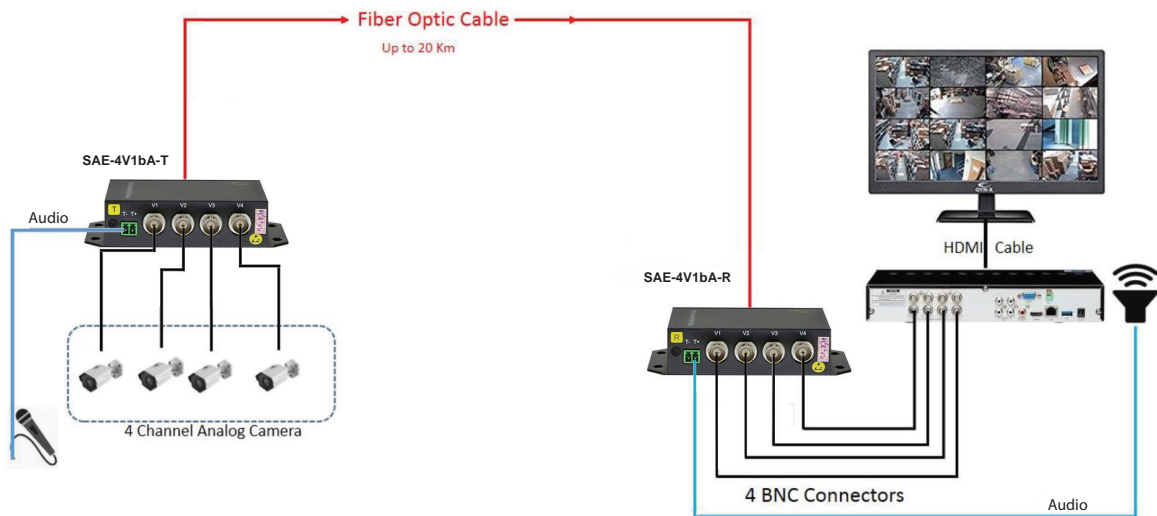 Fiber Optic Cable
Up to 20 Km
SAE-4V1bA-T
T
T- T+
V1 V2 V3 V4
Audio
4 Channel Analog Camera
QYN-X
HDMI Cable
SAE-4V1bA-R
R
T- T+
V1 V2 V3 V4
4 BNC Connectors
Audio